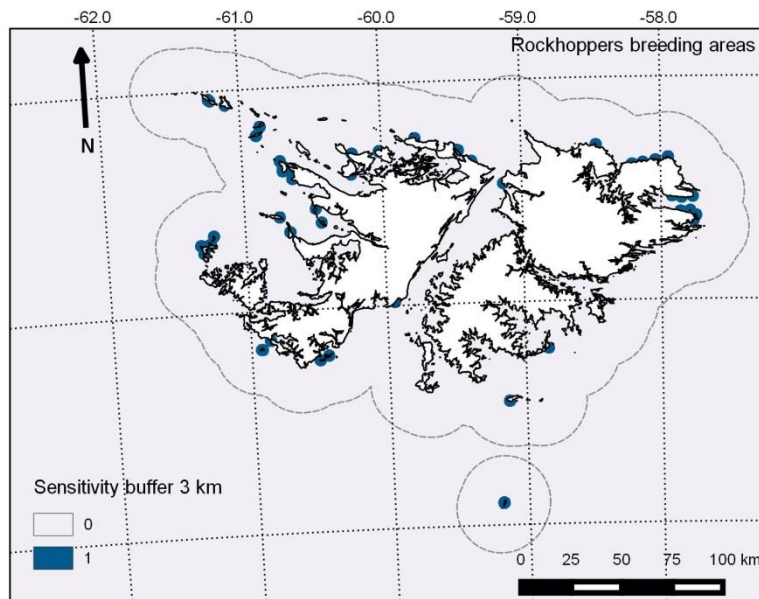 -62.0 -61.0 -60.0 -59.0 -58.0
Rockhoppers breeding areas
N
Sensitivity buffer 3 km
0
1
0 25 50 75 100 km